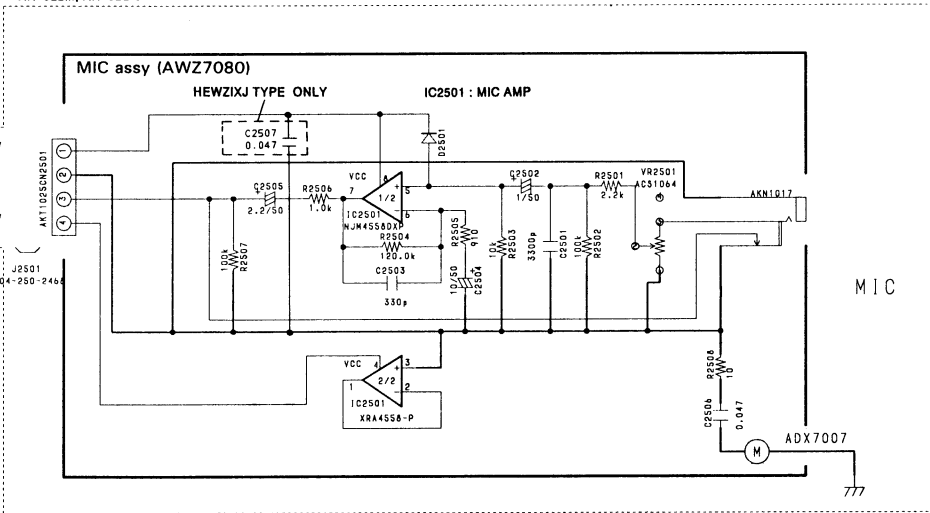 MIC assy (AWZ7080)
HEWZIXJ TYPE ONLY
IC2501 : MIC AMP
C2507
0.047
D2501
AKT1025CN2501
1
2
3
4
J2501
04-250-2468
C2505
2.2/50
R2506
1.0k
VCC
8
7
1/2
+
5
-
6
IC2501
NJM4558DXP
R2504
120.0k
C2503
330p
100k
R2507
R2505
910
10/50
+
C2504
10k
R2503
C2502
+
1/50
3300p
C2501
100k
R2502
R2501
2.2k
VR2501
ACS1064
AKN1017
MIC
VCC
4
3
+
2/2
-
2
1
IC2501
XRA4558-P
R2508
10
C2506
0.047
M
ADX7007